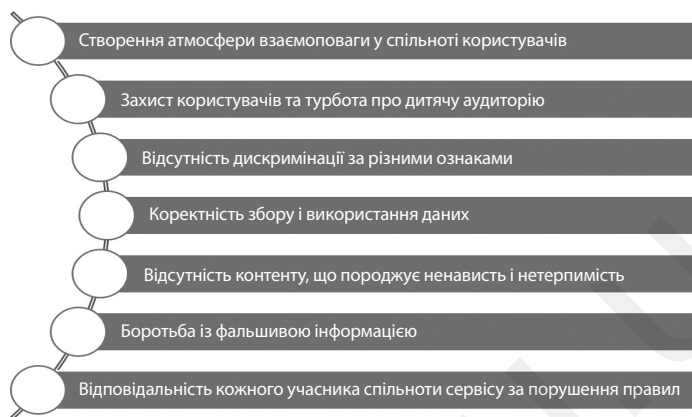 Створення атмосфери взаємоповаги у спільноті користувачів
Захист користувачів та турбота про дитячу аудиторію
Відсутність дискримінації за різними ознаками
Коректність збору і використання даних
Відсутність контенту, що породжує ненависть і нетерпимість
Боротьба із фальшивою інформацією
Відповідальність кожного учасника спільноти сервісу за порушення правил